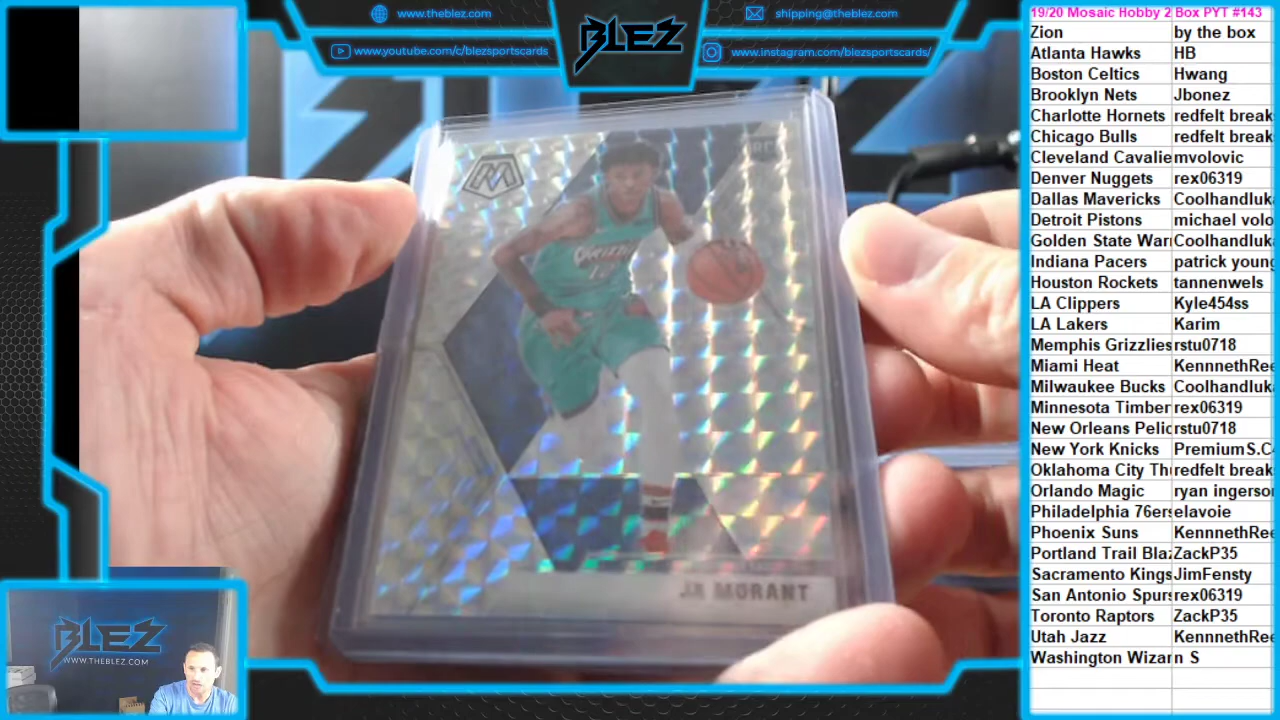 www.theblez.com
shipping@theblez.com
www.youtube.com/c/blezsportscards
www.instagram.com/blezsportscards/
BLEZ
M
RC
JA MORANT
BLEZ
WWW.THEBLEZ.COM
19/20 Mosaic Hobby 2 Box PYT #143
Zion by the box
Atlanta Hawks HB
Boston Celtics Hwang
Brooklyn Nets Jbonez
Charlotte Hornets redfelt break
Chicago Bulls redfelt break
Cleveland Cavalie mvolovic
Denver Nuggets rex06319
Dallas Mavericks Coolhandluk
Detroit Pistons michael volo
Golden State War Coolhandluk
Indiana Pacers patrick young
Houston Rockets tannenwels
LA Clippers Kyle454ss
LA Lakers Karim
Memphis Grizzlies rstu0718
Miami Heat KennnethRee
Milwaukee Bucks Coolhandluk
Minnesota Timber rex06319
New Orleans Pelic rstu0718
New York Knicks PremiumS.C
Oklahoma City Thu redfelt break
Orlando Magic ryan ingerso
Philadelphia 76ers elavoie
Phoenix Suns KennnethRee
Portland Trail Blaz ZackP35
Sacramento Kings JimFensty
San Antonio Spurs rex06319
Toronto Raptors ZackP35
Utah Jazz KennnethRee
Washington Wizar n S